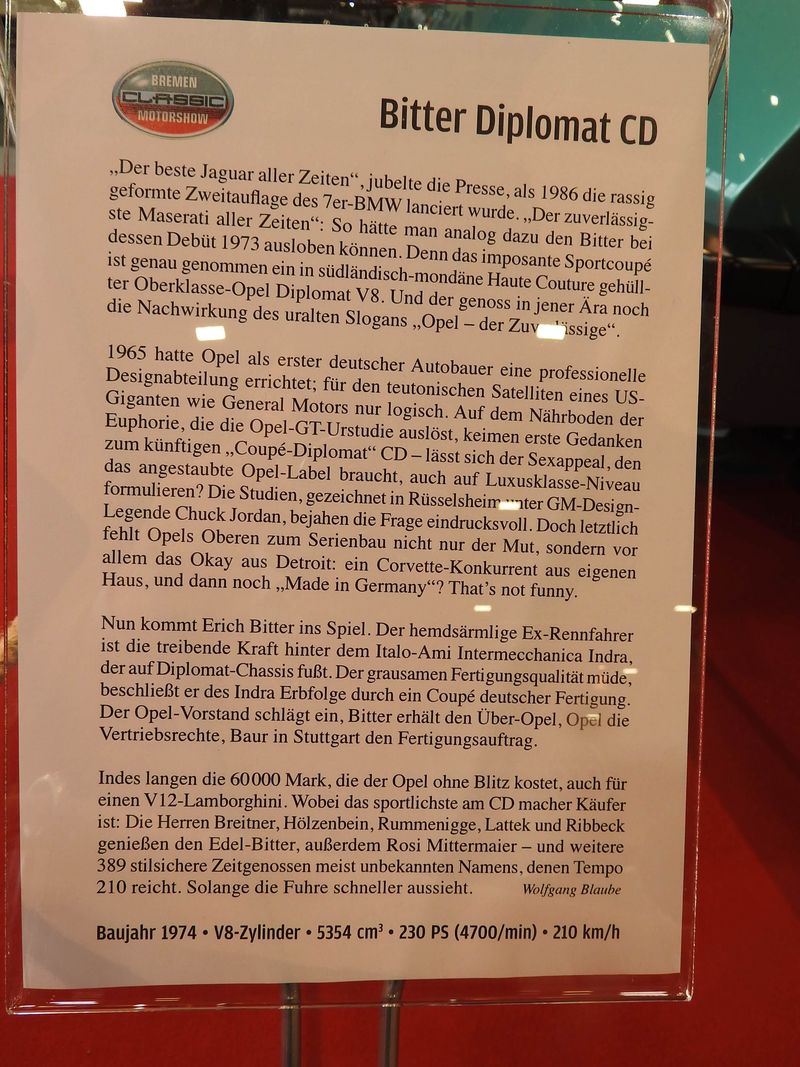 BREMEN
CLASSIC
MOTORSHOW
Bitter Diplomat CD
„Der beste Jaguar aller Zeiten“, jubelte die Presse, als 1986 die rassig
geformte Zweitauflage des 7er-BMW lanciert wurde. „Der zuverlässig-
ste Maserati aller Zeiten“: So hätte man analog dazu den Bitter bei
dessen Debüt 1973 ausloben können. Denn das imposante Sportcoupé
ist genau genommen ein in südländisch-mondäne Haute Couture gehüll-
ter Oberklasse-Opel Diplomat V8. Und der genoss in jener Ära noch
die Nachwirkung des uralten Slogans „Opel – der Zuverlässige“.
1965 hatte Opel als erster deutscher Autobauer eine professionelle
Designabteilung errichtet; für den teutonischen Satelliten eines US-
Giganten wie General Motors nur logisch. Auf dem Nährboden der
Euphorie, die die Opel-GT-Urstudie auslöst, keimen erste Gedanken
zum künftigen „Coupé-Diplomat“ CD – lässt sich der Sexappeal, den
das angestaubte Opel-Label braucht, auch auf Luxusklasse-Niveau
formulieren? Die Studien, gezeichnet in Rüsselsheim unter GM-Design-
Legende Chuck Jordan, bejahen die Frage eindrucksvoll. Doch letztlich
fehlt Opels Oberen zum Serienbau nicht nur der Mut, sondern vor
allem das Okay aus Detroit: ein Corvette-Konkurrent aus eigenen
Haus, und dann noch „Made in Germany“? That’s not funny.
Nun kommt Erich Bitter ins Spiel. Der hemdsärmlige Ex-Rennfahrer
ist die treibende Kraft hinter dem Italo-Ami Intermecchanica Indra,
der auf Diplomat-Chassis fußt. Der grausamen Fertigungsqualität müde,
beschließt er des Indra Erbfolge durch ein Coupé deutscher Fertigung.
Der Opel-Vorstand schlägt ein, Bitter erhält den Über-Opel, Opel die
Vertriebsrechte, Baur in Stuttgart den Fertigungsauftrag.
Indes langen die 60000 Mark, die der Opel ohne Blitz kostet, auch für
einen V12-Lamborghini. Wobei das sportlichste am CD macher Käufer
ist: Die Herren Breitner, Hölzenbein, Rummenigge, Lattek und Ribbeck
genießen den Edel-Bitter, außerdem Rosi Mittermaier – und weitere
389 stilsichere Zeitgenossen meist unbekannten Namens, denen Tempo
210 reicht. Solange die Fuhre schneller aussieht. Wolfgang Blaube
Baujahr 1974 • V8-Zylinder • 5354 cm³ • 230 PS (4700/min) • 210 km/h